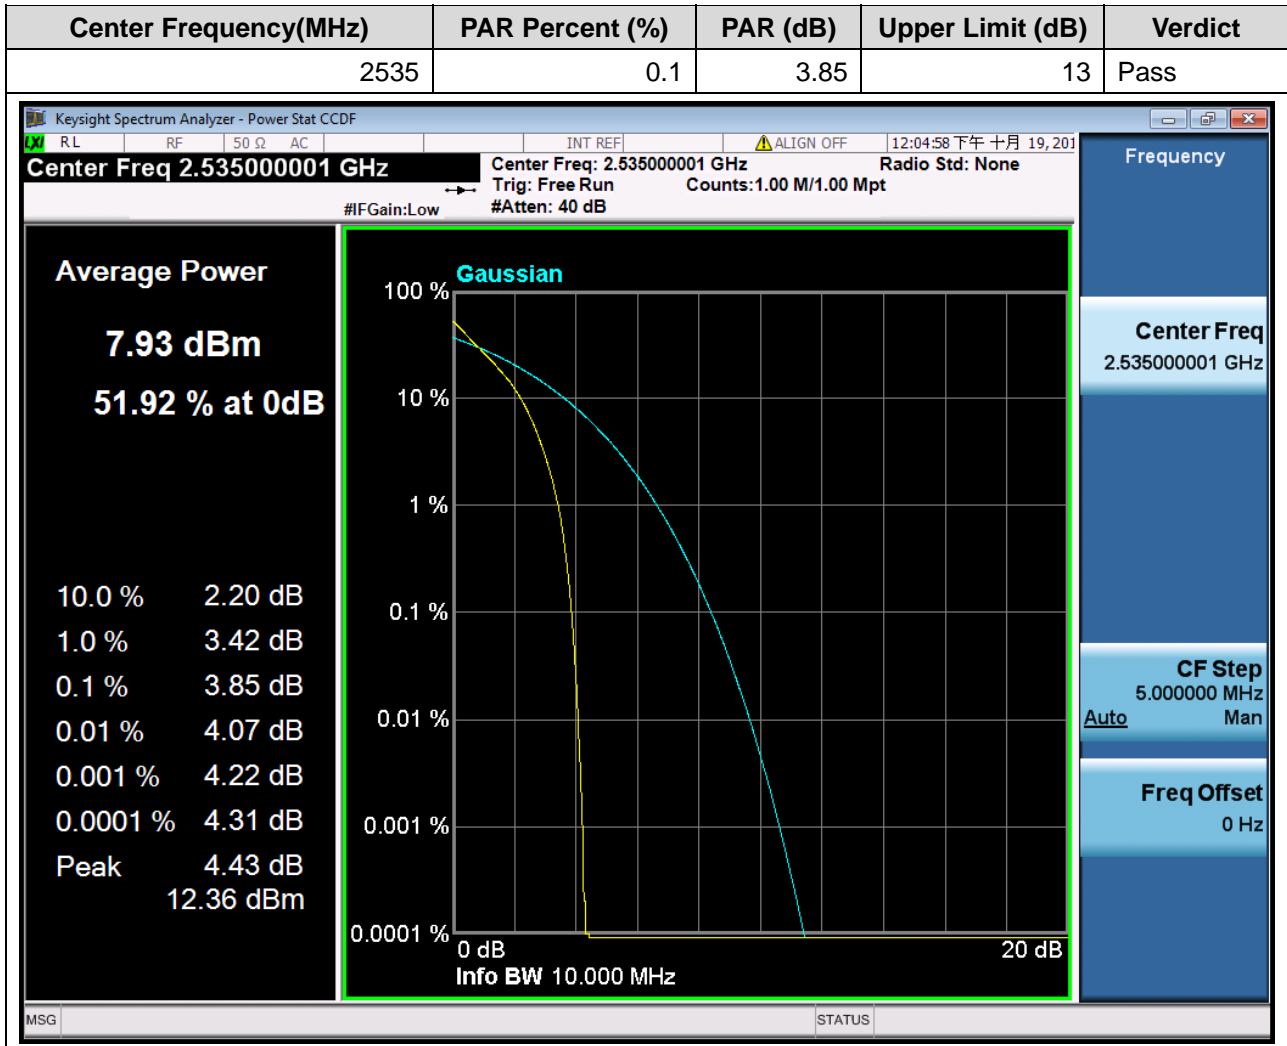 Center Frequency(MHz) PAR Percent (%) PAR (dB) Upper Limit (dB) Verdict
2535 0.1 3.85 13 Pass
Keysight Spectrum Analyzer - Power Stat CCDF
LXI RL RF 50 Ω AC INT REF ALIGN OFF 12:04:58 下午 十月 19, 201
Center Freq 2.535000001 GHz
Center Freq: 2.535000001 GHz Radio Std: None
Trig: Free Run Counts:1.00 M/1.00 Mpt
#IFGain:Low #Atten: 40 dB
Frequency
Average Power
7.93 dBm
51.92 % at 0dB
10.0 % 2.20 dB
1.0 % 3.42 dB
0.1 % 3.85 dB
0.01 % 4.07 dB
0.001 % 4.22 dB
0.0001 % 4.31 dB
Peak 4.43 dB
12.36 dBm
Gaussian
100 %
10 %
1 %
0.1 %
0.01 %
0.001 %
0.0001 %
0 dB 20 dB
Info BW 10.000 MHz
Center Freq
2.535000001 GHz
CF Step
5.000000 MHz
Auto Man
Freq Offset
0 Hz
MSG STATUS